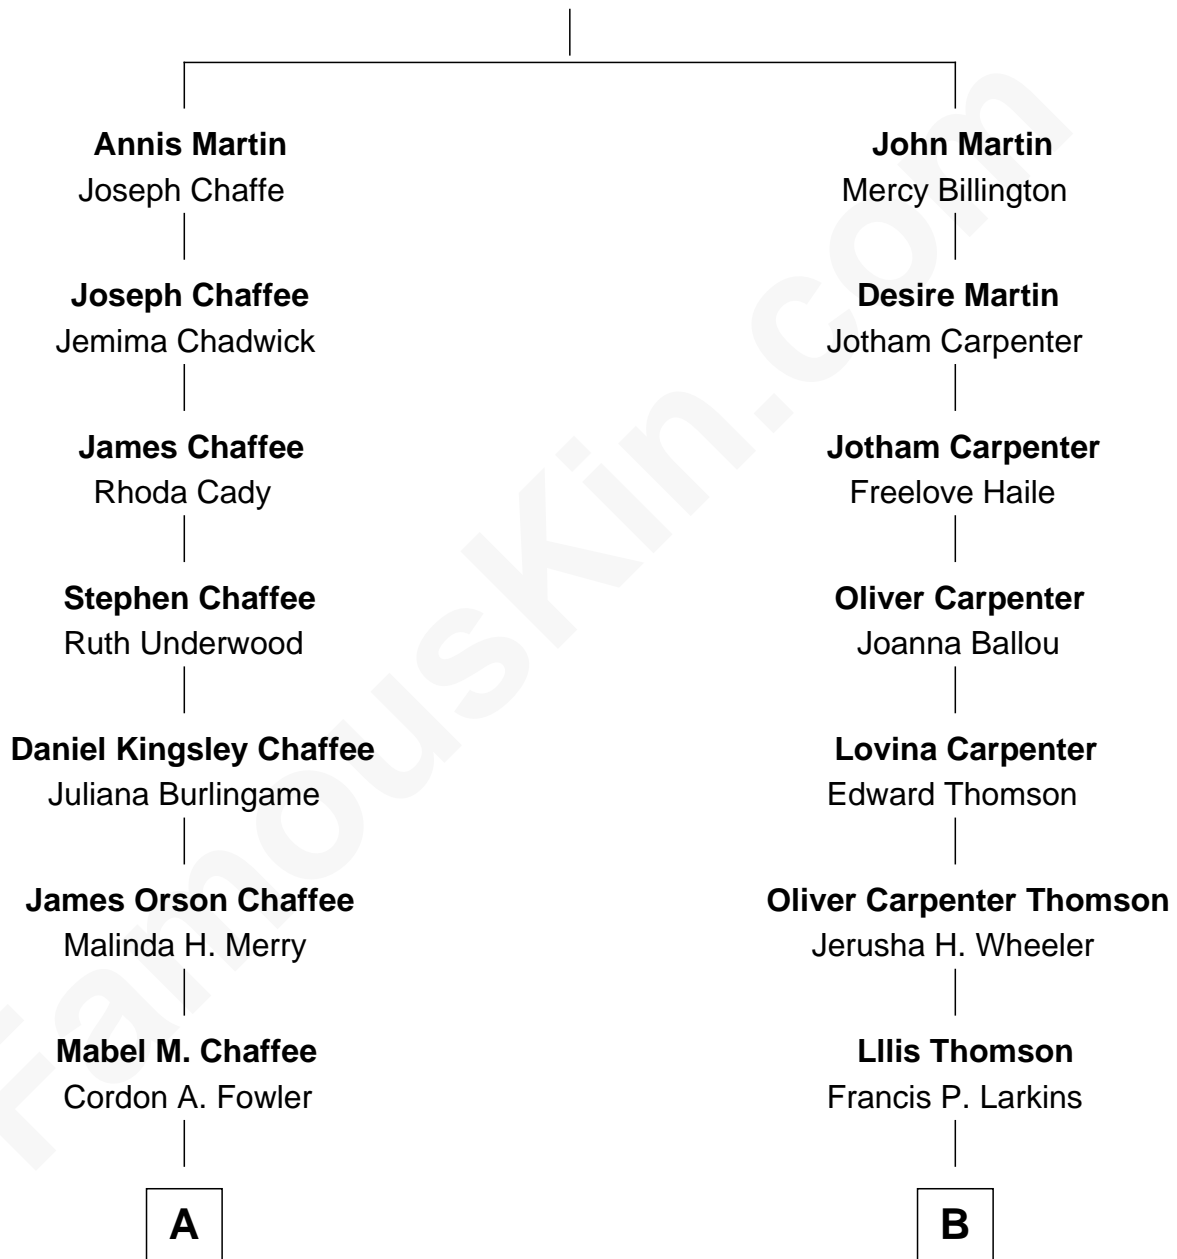 Annis Martin
Joseph Chaffe
Joseph Chaffee
Jemima Chadwick
James Chaffee
Rhoda Cady
Stephen Chaffee
Ruth Underwood
Daniel Kingsley Chaffee
Juliana Burlingame
James Orson Chaffee
Malinda H. Merry
Mabel M. Chaffee
Cordon A. Fowler
A
John Martin
Mercy Billington
Desire Martin
Jotham Carpenter
Jotham Carpenter
Freelove Haile
Oliver Carpenter
Joanna Ballou
Lovina Carpenter
Edward Thomson
Oliver Carpenter Thomson
Jerusha H. Wheeler
Lllis Thomson
Francis P. Larkins
B
FamousKin.com